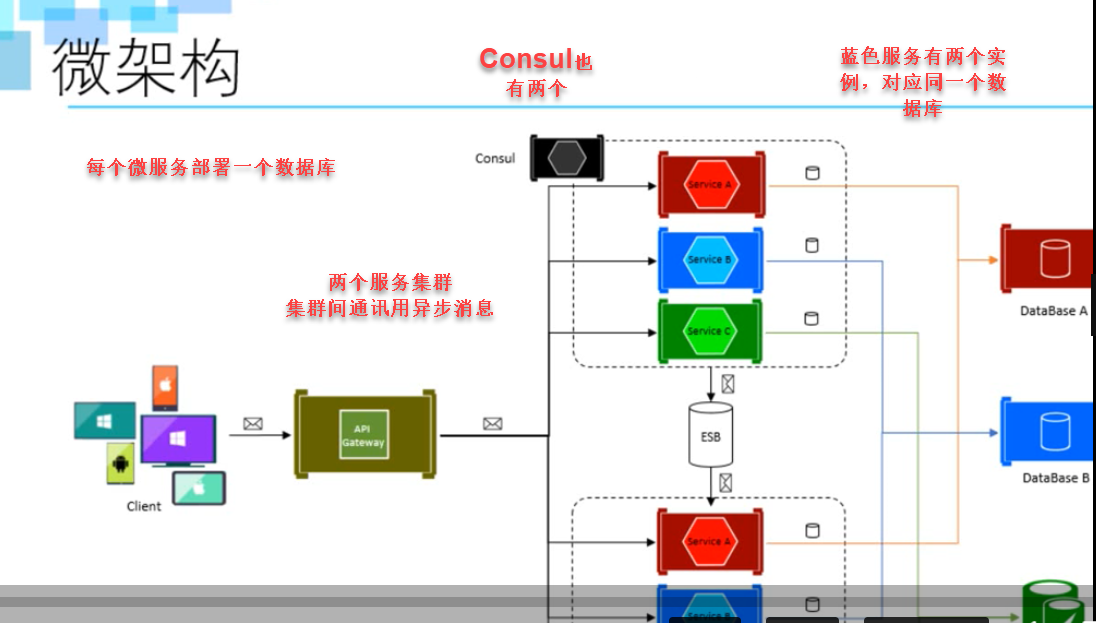 微架构
Consul也
有两个
蓝色服务有两个实
例，对应同一个数
据库
每个微服务部署一个数据库
Consul
Service A
Service B
Service C
两个服务集群
集群间通讯用异步消息
DataBase A
API
Gateway
ESB
Client
DataBase B
Service A
Service B